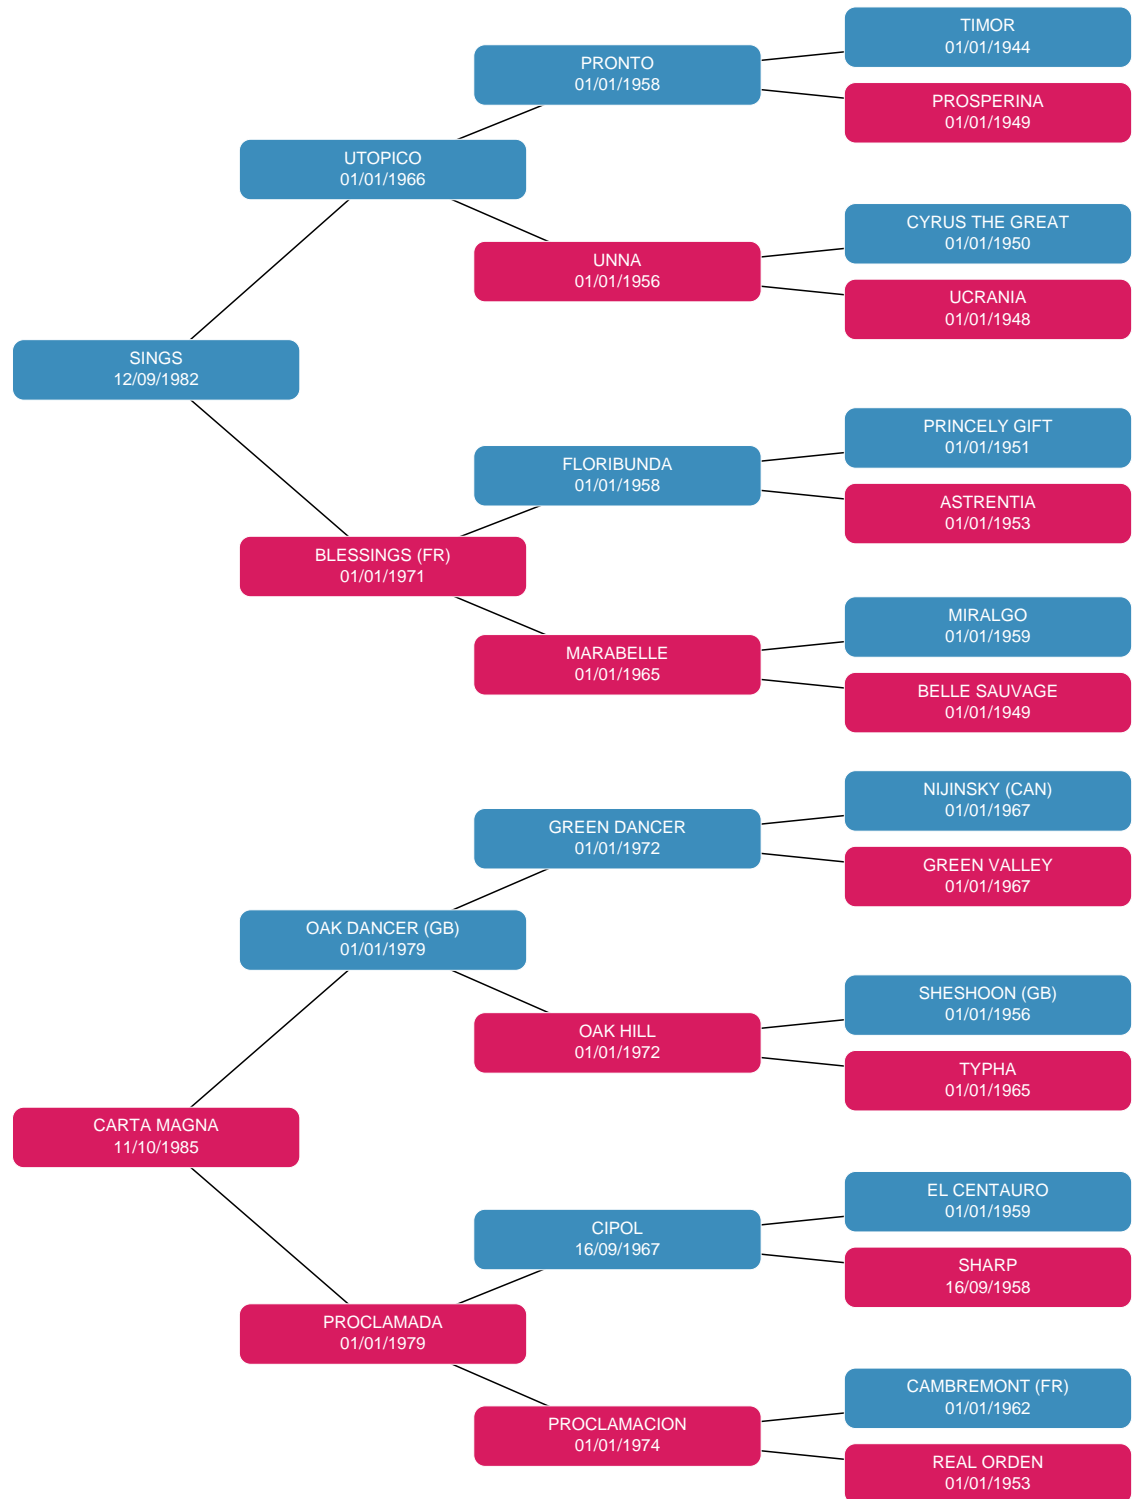 TIMOR
01/01/1944
PRONTO
01/01/1958
PROSPERINA
01/01/1949
UTOPICO
01/01/1966
CYRUS THE GREAT
01/01/1950
UNNA
01/01/1956
UCRANIA
01/01/1948
SINGS
12/09/1982
PRINCELY GIFT
01/01/1951
FLORIBUNDA
01/01/1958
ASTRENTIA
01/01/1953
BLESSINGS (FR)
01/01/1971
MIRALGO
01/01/1959
MARABELLE
01/01/1965
BELLE SAUVAGE
01/01/1949
NIJINSKY (CAN)
01/01/1967
GREEN DANCER
01/01/1972
GREEN VALLEY
01/01/1967
OAK DANCER (GB)
01/01/1979
SHESHOON (GB)
01/01/1956
OAK HILL
01/01/1972
TYPHA
01/01/1965
CARTA MAGNA
11/10/1985
EL CENTAURO
01/01/1959
CIPOL
16/09/1967
SHARP
16/09/1958
PROCLAMADA
01/01/1979
CAMBREMONT (FR)
01/01/1962
PROCLAMACION
01/01/1974
REAL ORDEN
01/01/1953